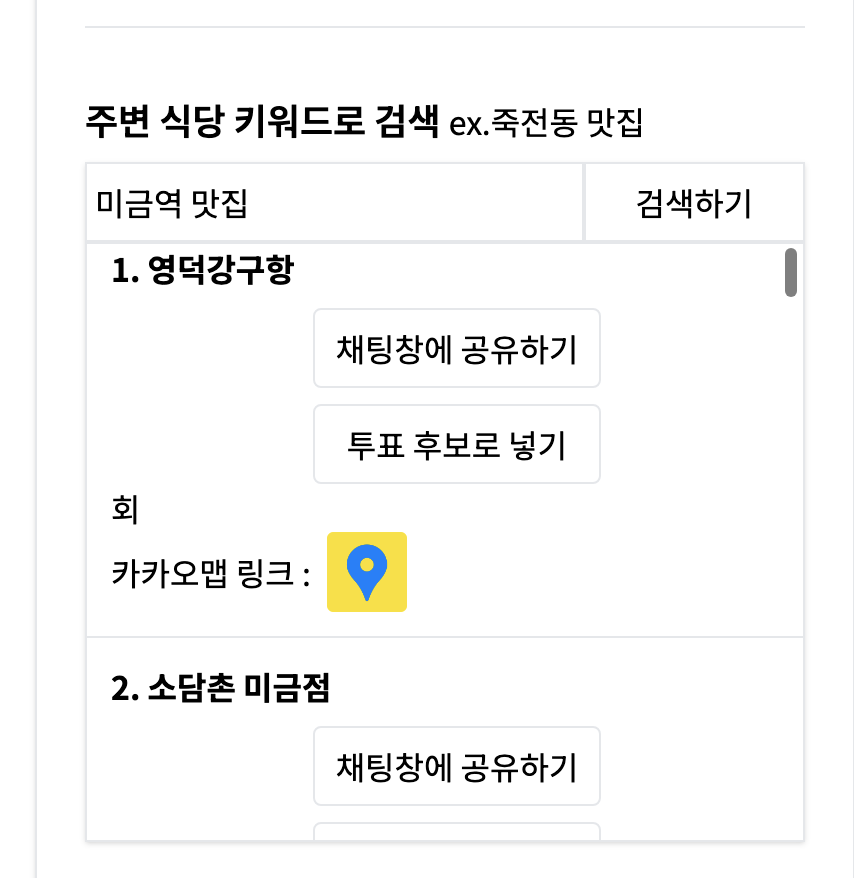 주변 식당 키워드로 검색 ex.죽전동 맛집
미금역 맛집 검색하기
1. 영덕강구항
채팅창에 공유하기
투표 후보로 넣기
회
카카오맵 링크 :
2. 소담촌 미금점
채팅창에 공유하기